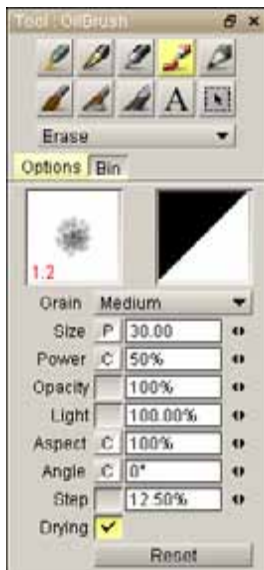 Tool : OilBrush
A
Erase
Options Bin
1.2
Grain Medium
Size P 30.00
Power C 50%
Opacity 100%
Light 100.00%
Aspect C 100%
Angle C 0°
Step 12.50%
Drying
Reset